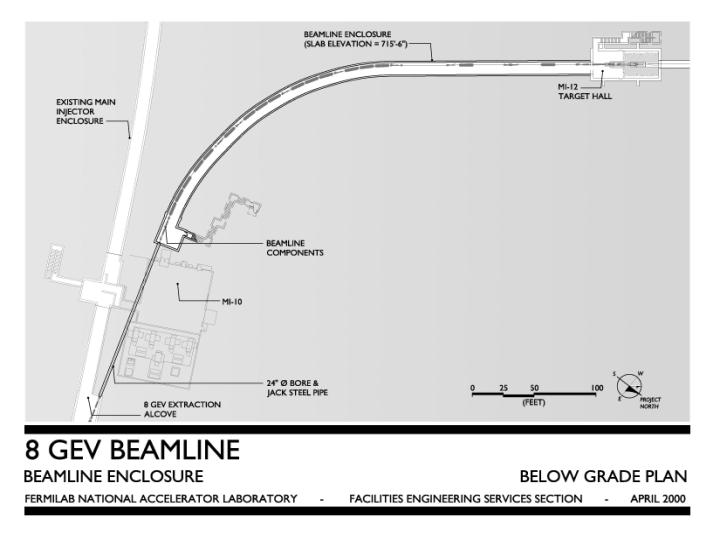 BEAMLINE ENCLOSURE
(SLAB ELEVATION = 715'-6")
MI-12
TARGET HALL
EXISTING MAIN
INJECTOR
ENCLOSURE
BEAMLINE
COMPONENTS
MI-10
24" Ø BORE &
JACK STEEL PIPE
8 GEV EXTRACTION
ALCOVE
0 25 50 100
(FEET)
S W
E PROJECT
NORTH
8 GEV BEAMLINE
BEAMLINE ENCLOSURE BELOW GRADE PLAN
FERMILAB NATIONAL ACCELERATOR LABORATORY - FACILITIES ENGINEERING SERVICES SECTION - APRIL 2000